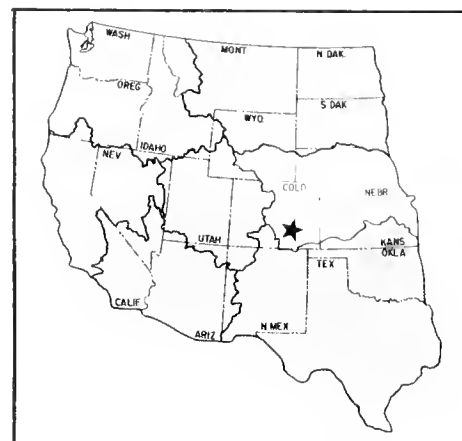 WASH
MONT
N DAK.
OREG
S DAK
WYO.
NEV
IDAHO
COLO
NEBR
UTAH
KANS
OKLA
TEX
CALIF
N MEX
ARIZ